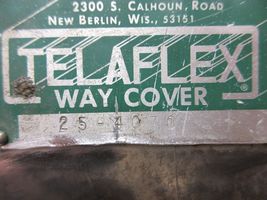 2300 S. CALHOUN, ROAD
NEW BERLIN, WIS., 53151
TELAFLEX
WAY COVER ®